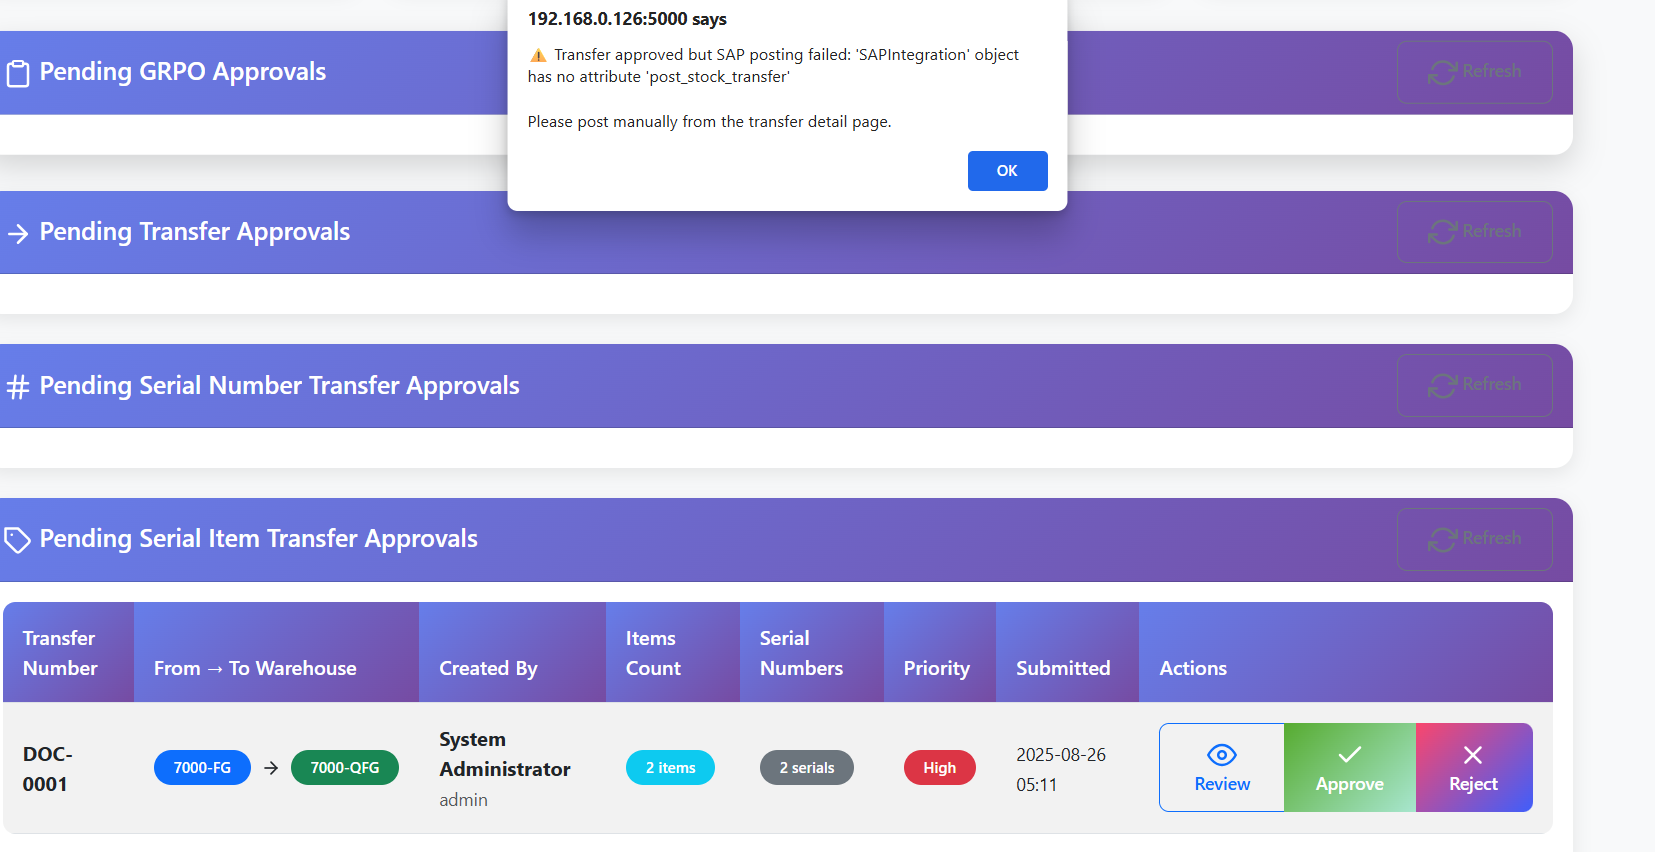 192.168.0.126:5000 says
⚠ Transfer approved but SAP posting failed: 'SAPIntegration' object
has no attribute 'post_stock_transfer'
Please post manually from the transfer detail page.
OK
Pending GRPO Approvals
Refresh
Pending Transfer Approvals
Refresh
Pending Serial Number Transfer Approvals
Refresh
Pending Serial Item Transfer Approvals
Refresh
Transfer
Number
From → To Warehouse
Created By
Items
Count
Serial
Numbers
Priority
Submitted
Actions
DOC-
0001
7000-FG → 7000-QFG
System
Administrator
admin
2 items
2 serials
High
2025-08-26
05:11
Review
Approve
Reject